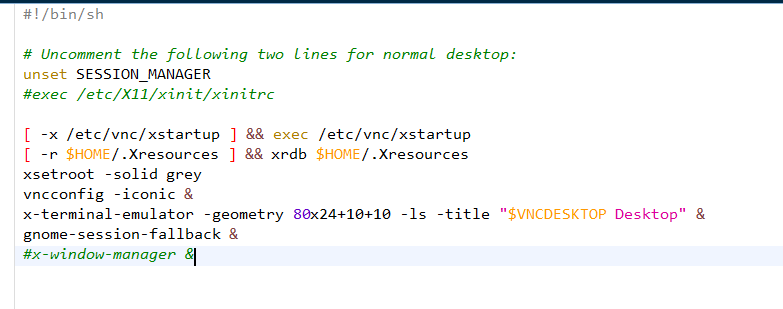 #!/bin/sh
# Uncomment the following two lines for normal desktop:
unset SESSION_MANAGER
#exec /etc/X11/xinit/xinitrc
[ -x /etc/vnc/xstartup ] && exec /etc/vnc/xstartup
[ -r $HOME/.Xresources ] && xrdb $HOME/.Xresources
xsetroot -solid grey
vncconfig -iconic &
x-terminal-emulator -geometry 80x24+10+10 -ls -title "$VNCDESKTOP Desktop" &
gnome-session-fallback &
#x-window-manager &